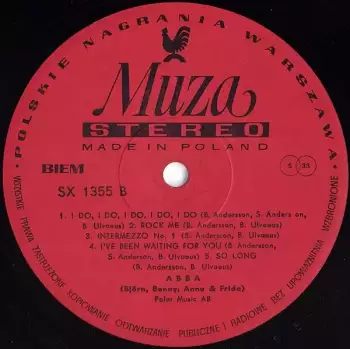 · POLSKIE NAGRANIA WARSZAWA ·
Muza
STEREO
MADE IN POLAND
BIEM
SX 1355 B
S 33
1. I DO, I DO, I DO, I DO, I DO (B. Andersson, S. Anders on,
B. Ulvaeus) 2. ROCK ME (B. Andersson, B. Ulvaeus)
3. INTERMEZZO No. 1 (B. Andersson, B. Ulvaeus)
4. I'VE BEEN WAITING FOR YOU (B. Andersson,
S. Andersson, B. Ulvaeus) 5. SO LONG
(B. Andersson, B. Ulvaeus)
ABBA
(Björn, Benny, Anna & Frida)
Polar Music AB
WSZELKIE PRAWA ZASTRZEŻONE KOPIOWANIE ODTWARZANIE PUBLICZNE I RADIOWE BEZ UPOWAŻNIENIA WZBRONIONE